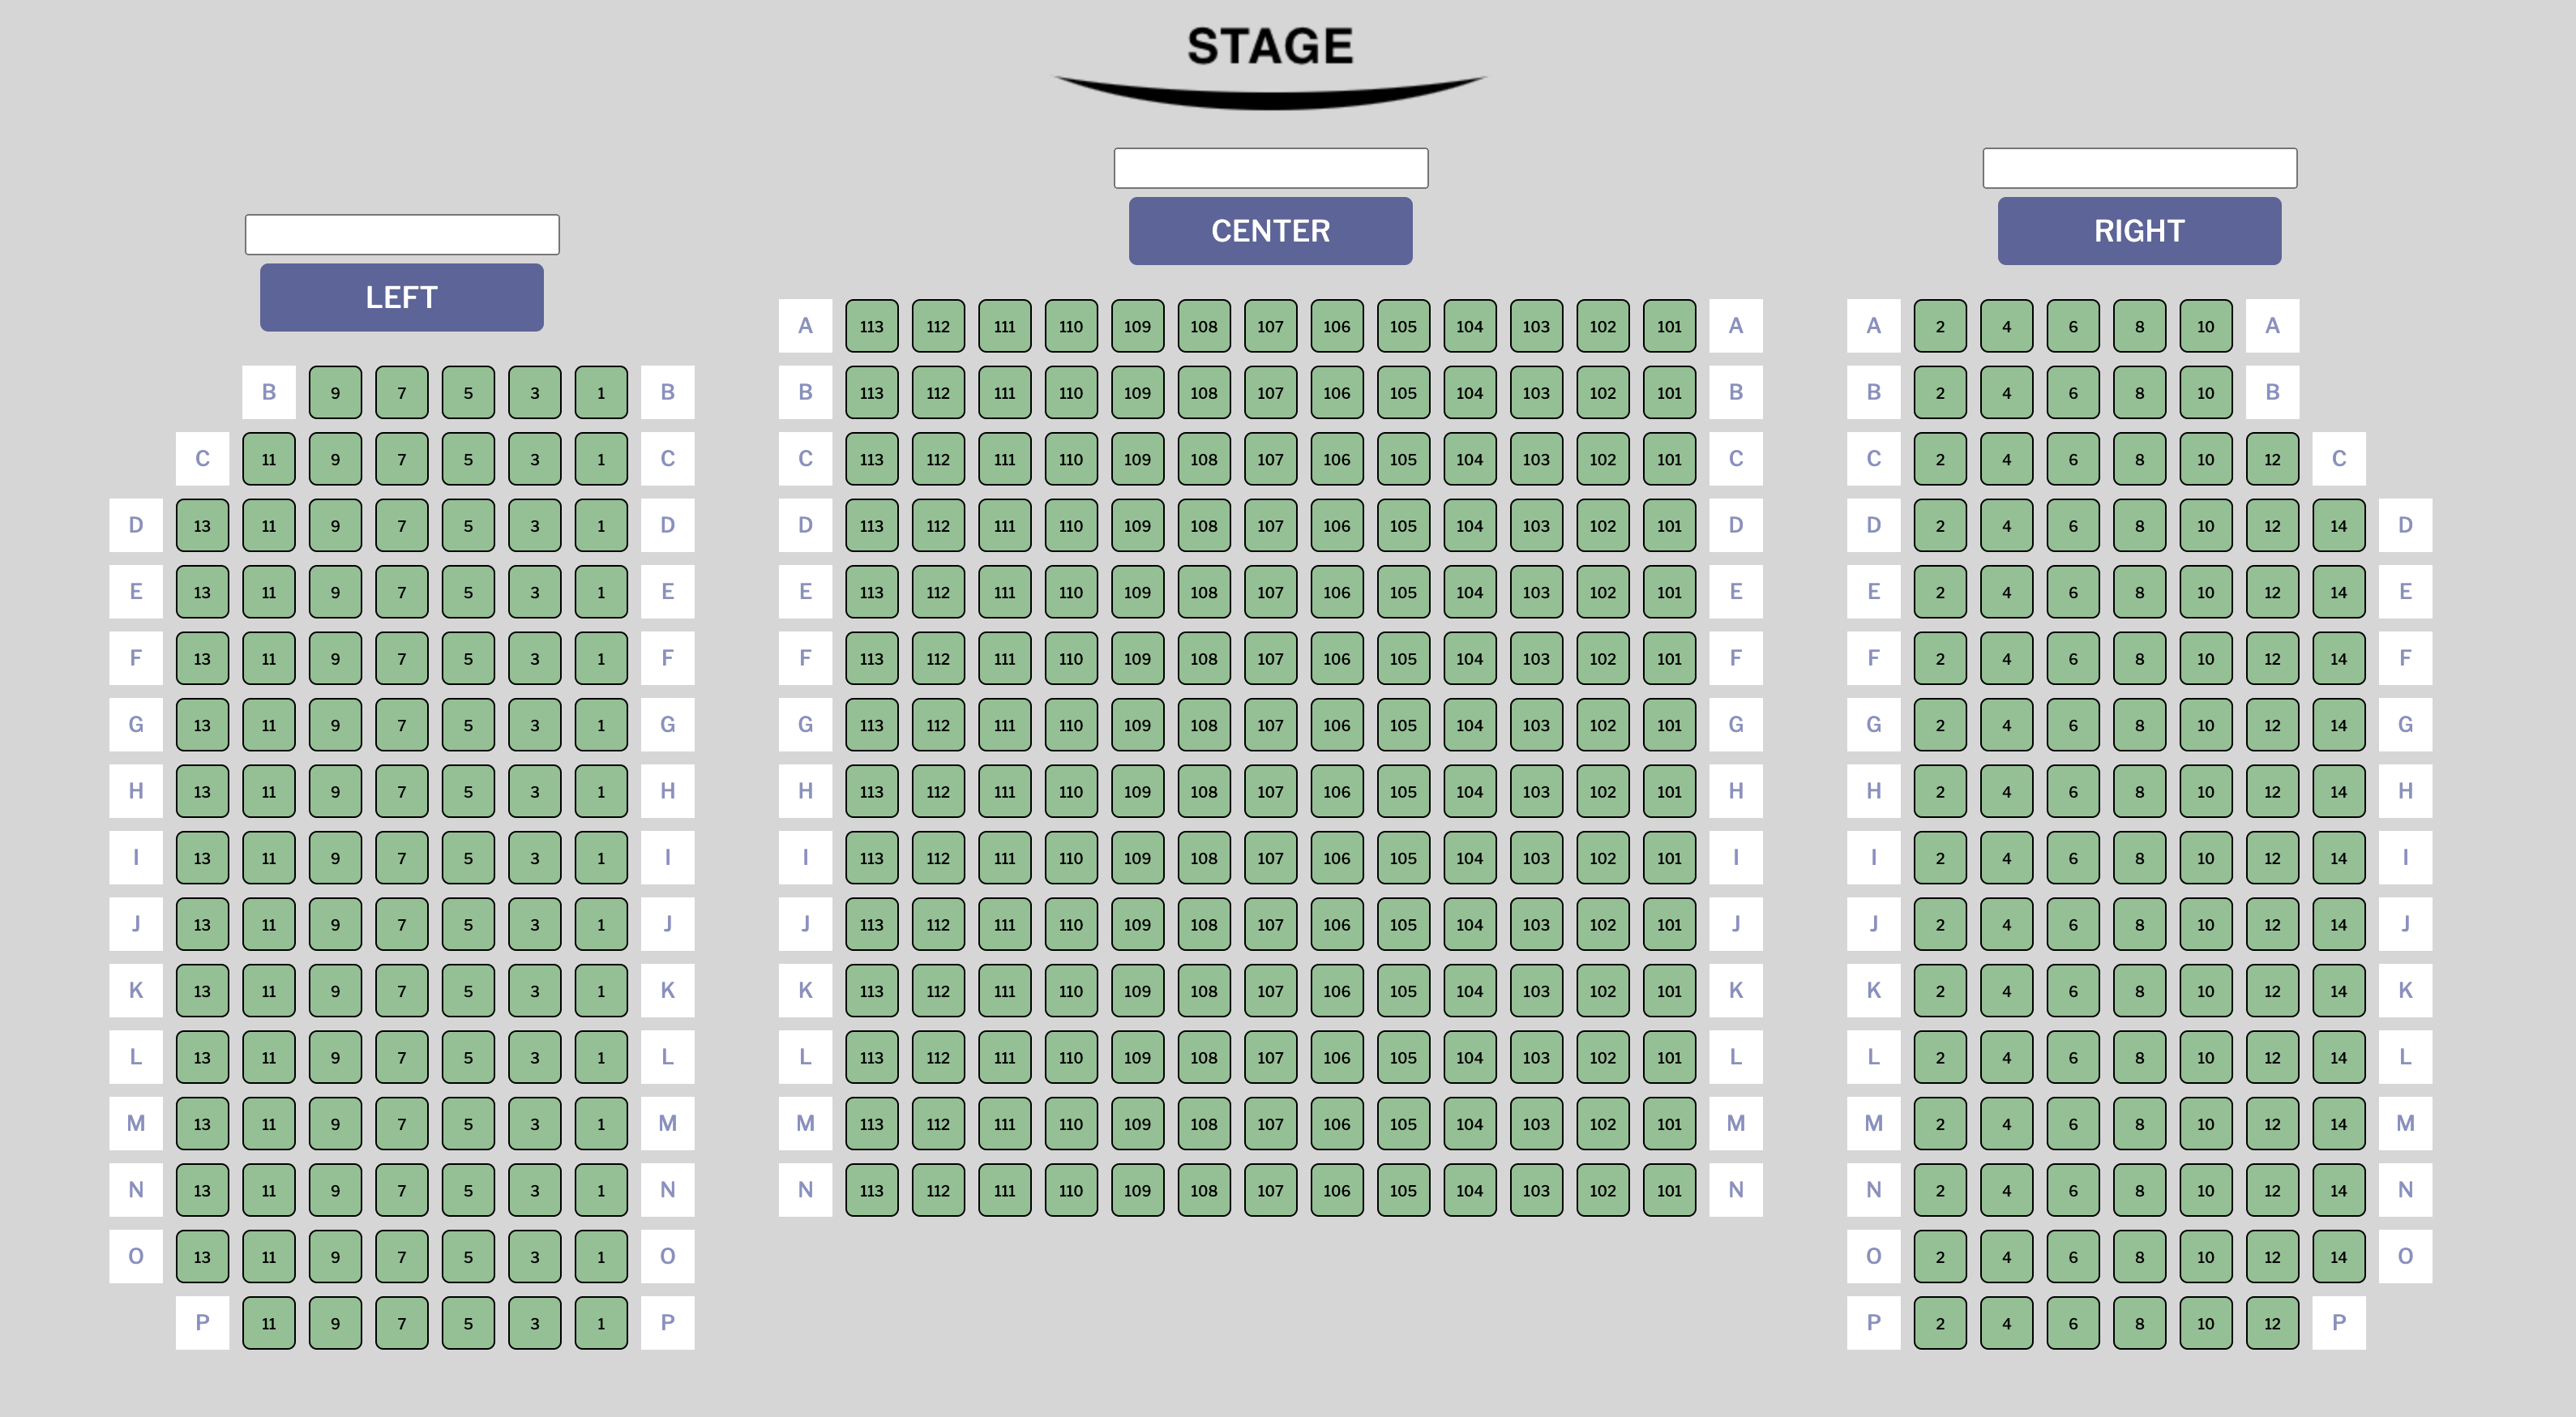 STAGE
CENTER RIGHT
LEFT
A 113 112 111 110 109 108 107 106 105 104 103 102 101 A A 2 4 6 8 10 A
B 9 7 5 3 1 B B 113 112 111 110 109 108 107 106 105 104 103 102 101 B B 2 4 6 8 10 B
C 11 9 7 5 3 1 C C 113 112 111 110 109 108 107 106 105 104 103 102 101 C C 2 4 6 8 10 12 C
D 13 11 9 7 5 3 1 D D 113 112 111 110 109 108 107 106 105 104 103 102 101 D D 2 4 6 8 10 12 14 D
E 13 11 9 7 5 3 1 E E 113 112 111 110 109 108 107 106 105 104 103 102 101 E E 2 4 6 8 10 12 14 E
F 13 11 9 7 5 3 1 F F 113 112 111 110 109 108 107 106 105 104 103 102 101 F F 2 4 6 8 10 12 14 F
G 13 11 9 7 5 3 1 G G 113 112 111 110 109 108 107 106 105 104 103 102 101 G G 2 4 6 8 10 12 14 G
H 13 11 9 7 5 3 1 H H 113 112 111 110 109 108 107 106 105 104 103 102 101 H H 2 4 6 8 10 12 14 H
I 13 11 9 7 5 3 1 I I 113 112 111 110 109 108 107 106 105 104 103 102 101 I I 2 4 6 8 10 12 14 I
J 13 11 9 7 5 3 1 J J 113 112 111 110 109 108 107 106 105 104 103 102 101 J J 2 4 6 8 10 12 14 J
K 13 11 9 7 5 3 1 K K 113 112 111 110 109 108 107 106 105 104 103 102 101 K K 2 4 6 8 10 12 14 K
L 13 11 9 7 5 3 1 L L 113 112 111 110 109 108 107 106 105 104 103 102 101 L L 2 4 6 8 10 12 14 L
M 13 11 9 7 5 3 1 M M 113 112 111 110 109 108 107 106 105 104 103 102 101 M M 2 4 6 8 10 12 14 M
N 13 11 9 7 5 3 1 N N 113 112 111 110 109 108 107 106 105 104 103 102 101 N N 2 4 6 8 10 12 14 N
O 13 11 9 7 5 3 1 O O 2 4 6 8 10 12 14 O
P 11 9 7 5 3 1 P P 2 4 6 8 10 12 P